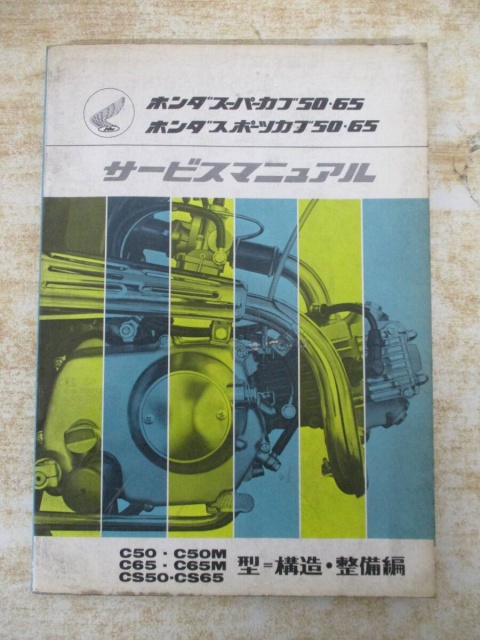 ホンダスーパーカブ50·65
ホンダスポーツカブ50·65
サービスマニュアル
C50・C50M
C65・C65M
CS50・CS65
型=構造・整備編